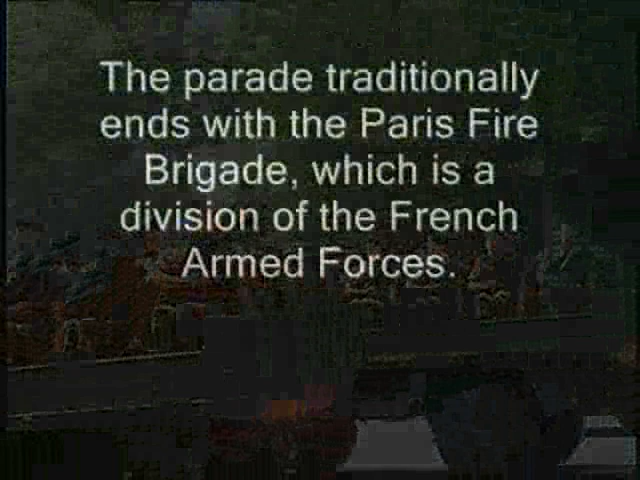 The parade traditionally
ends with the Paris Fire
Brigade, which is a
division of the French
Armed Forces.